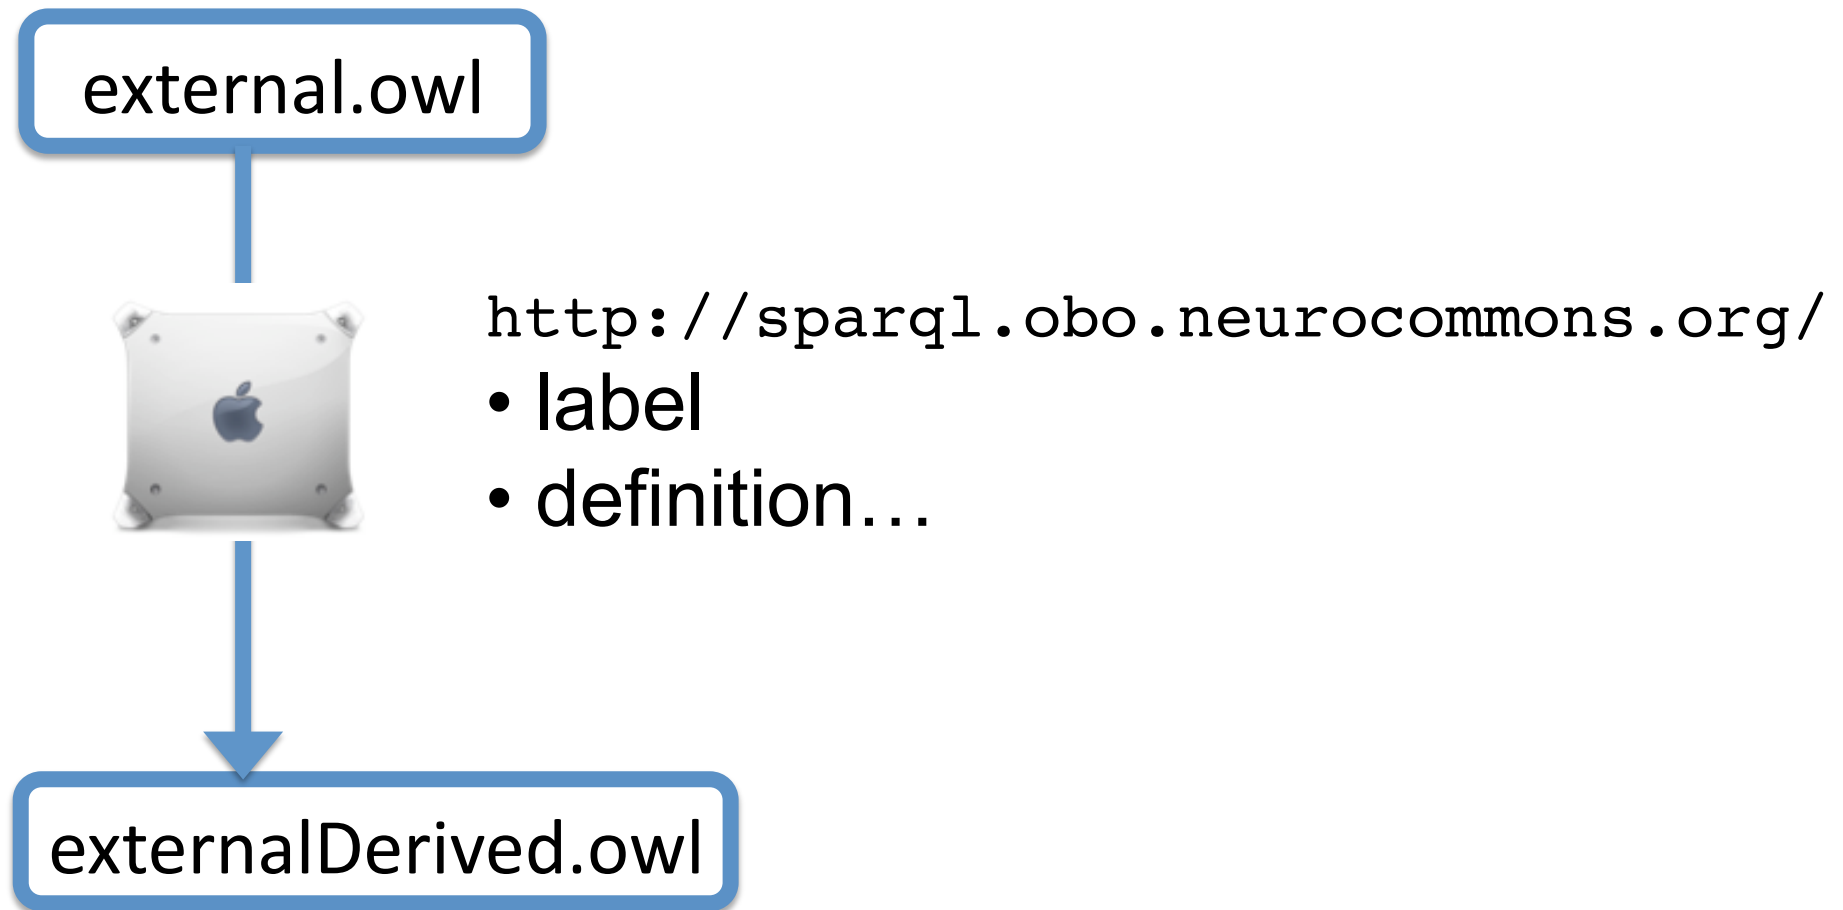 external.owl
http://sparql.obo.neurocommons.org/
• label
• definition…
externalDerived.owl